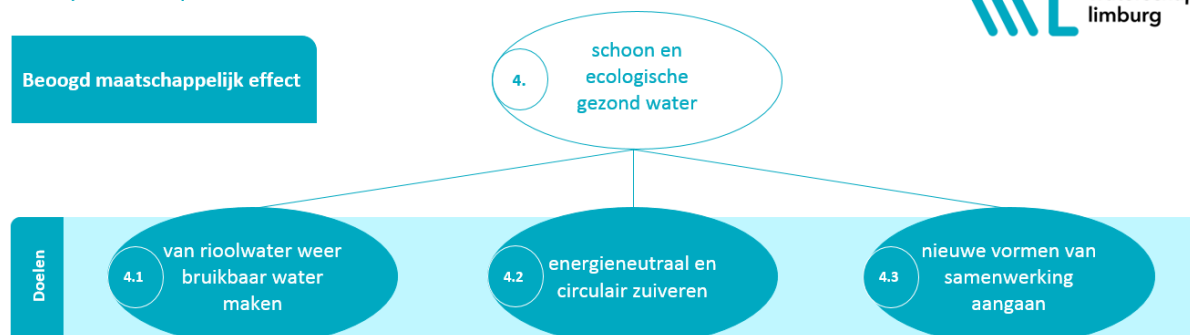 limburg
Beoogd maatschappelijk effect
4.
schoon en
ecologische
gezond water
Doelen
4.1
van rioolwater weer
bruikbaar water
maken
4.2
energieneutraal en
circulair zuiveren
4.3
nieuwe vormen van
samenwerking
aangaan